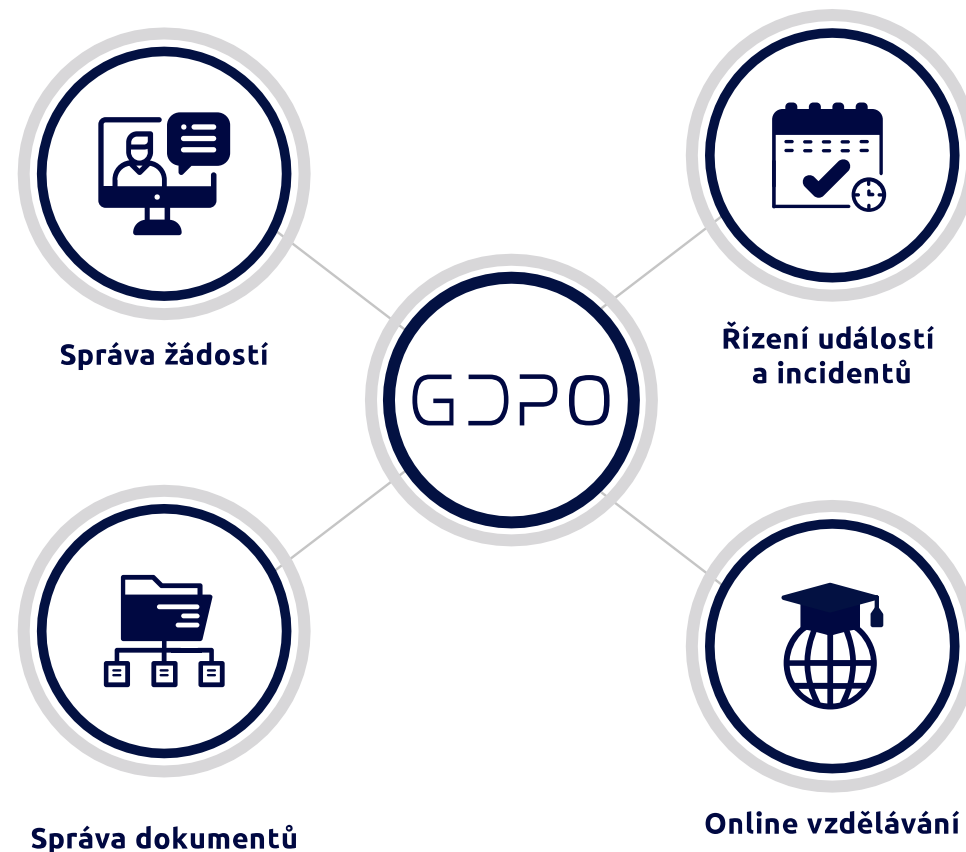 Správa žádostí
Řízení událostí
a incidentů
GDPO
Správa dokumentů
Online vzdělávání